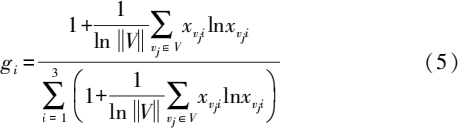 $$g_i = \frac{1+\frac{1}{\ln \|V\|}\sum_{v_j \in V} x_{v_j i} \ln x_{v_j i}}{\sum_{i=1}^{3}\left(1+\frac{1}{\ln \|V\|}\sum_{v_j \in V} x_{v_j i} \ln x_{v_j i}\right)} \quad (5)$$